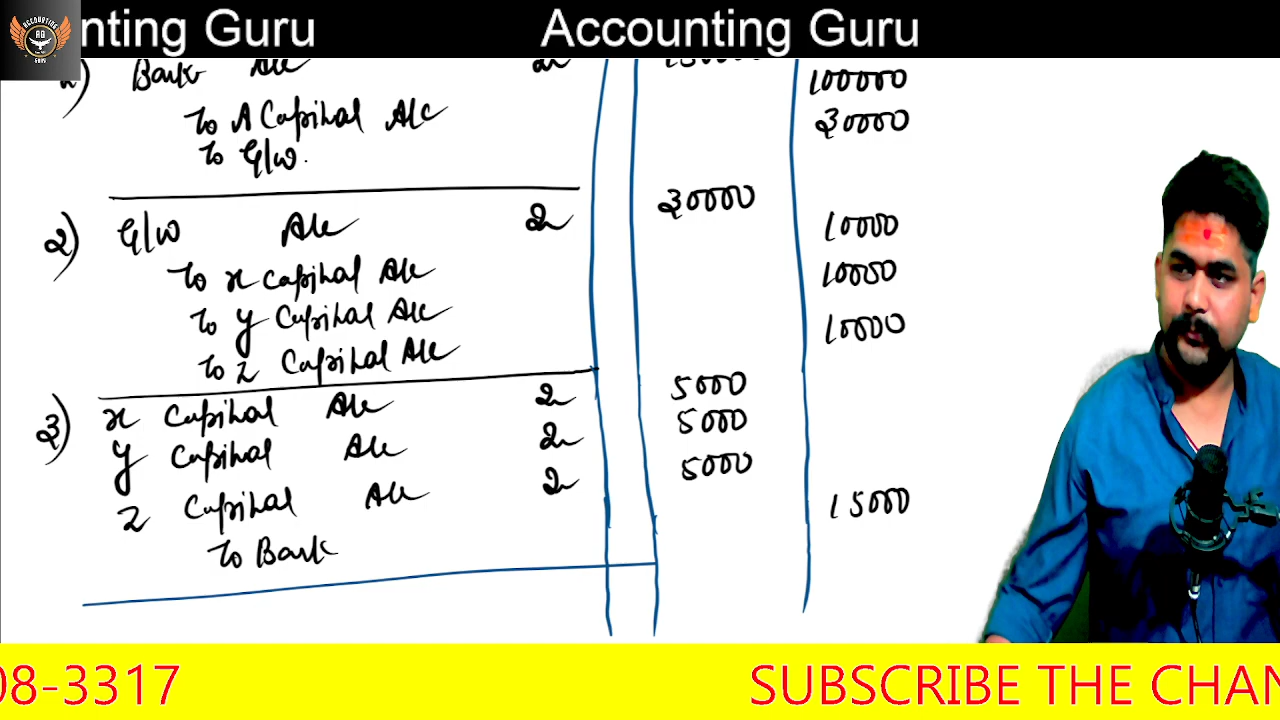 nting Guru Accounting Guru
1) Bank A/c Dr 130000
100000
To A Capital A/c
30000
To G/W.
2) G/W A/c Dr 30000
10000
To x Capital A/c
10000
To y Capital A/c
10000
To z Capital A/c
3) x Capital A/c Dr 5000
y Capital A/c Dr 5000
z Capital A/c Dr 5000
15000
To Bank
08-3317 SUBSCRIBE THE CHAN